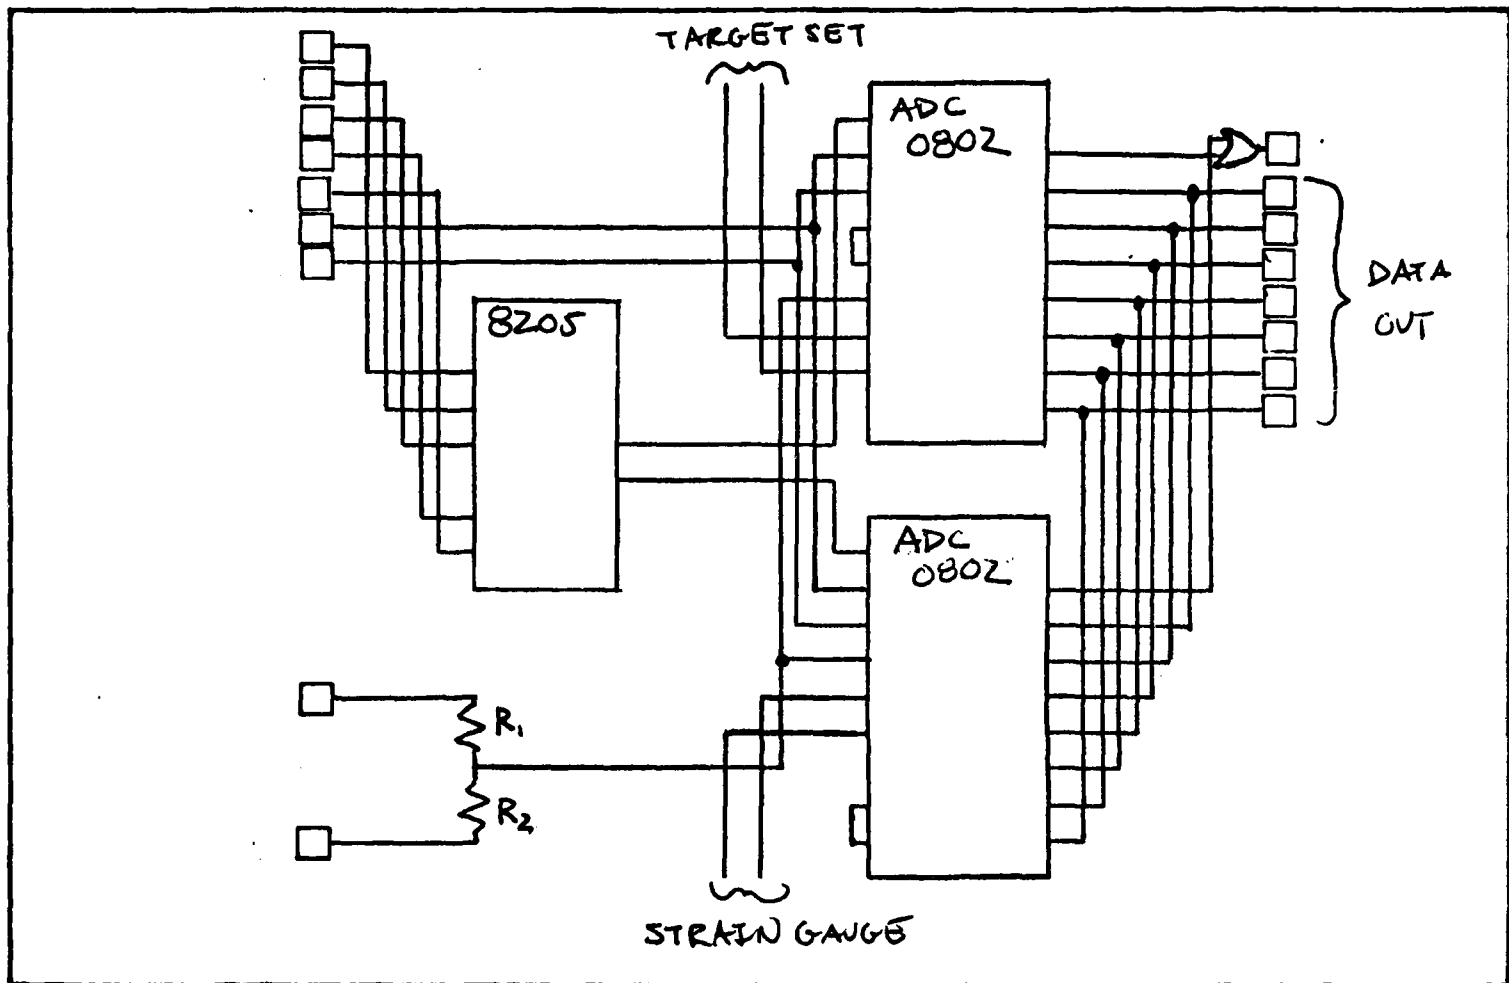 TARGET SET
ADC
0802
8205
DATA
OUT
ADC
0802
R1
R2
STRAIN GAUGE